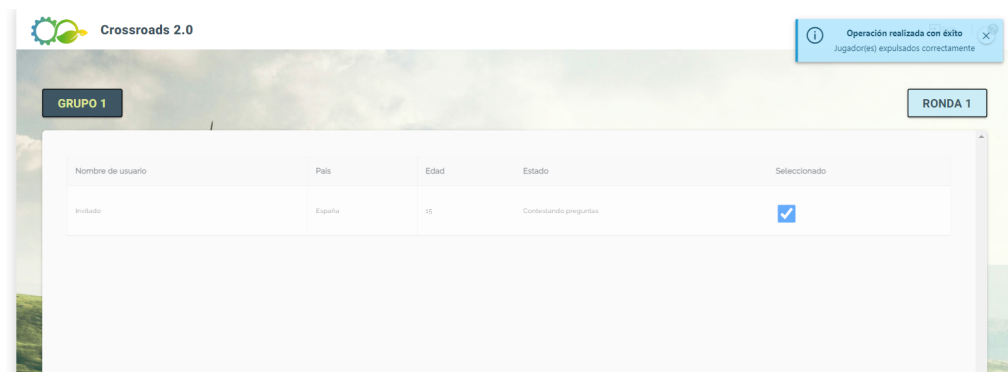 Crossroads 2.0
Operación realizada con éxito
Jugador(es) expulsados correctamente
GRUPO 1
RONDA 1
Nombre de usuario País Edad Estado Seleccionado
Invitado España 15 Contestando preguntas